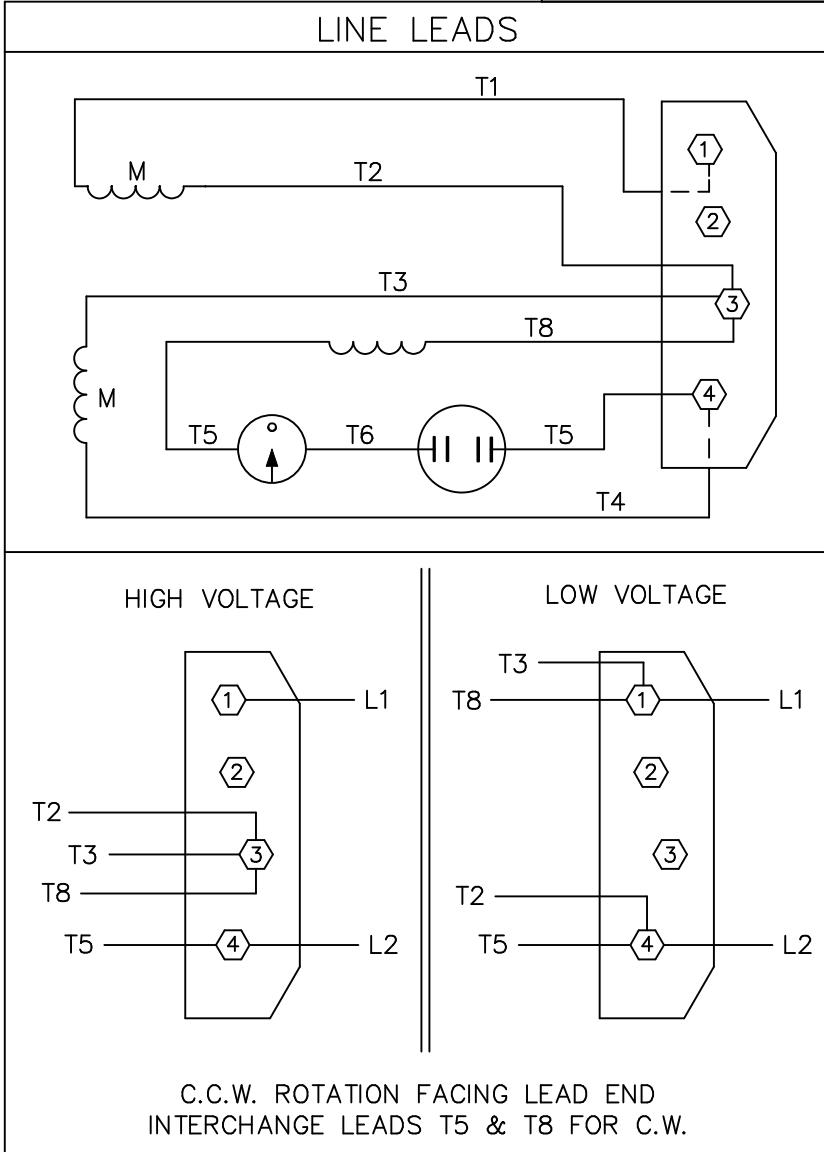 LINE LEADS
T1
1
M
T2
2
T3
3
T8
M
4
T5
T6
T5
T4
HIGH VOLTAGE
1
L1
2
T2
T3
3
T8
T5
4
L2
LOW VOLTAGE
T3
T8
1
L1
2
3
T2
T5
4
L2
C.C.W. ROTATION FACING LEAD END
INTERCHANGE LEADS T5 & T8 FOR C.W.